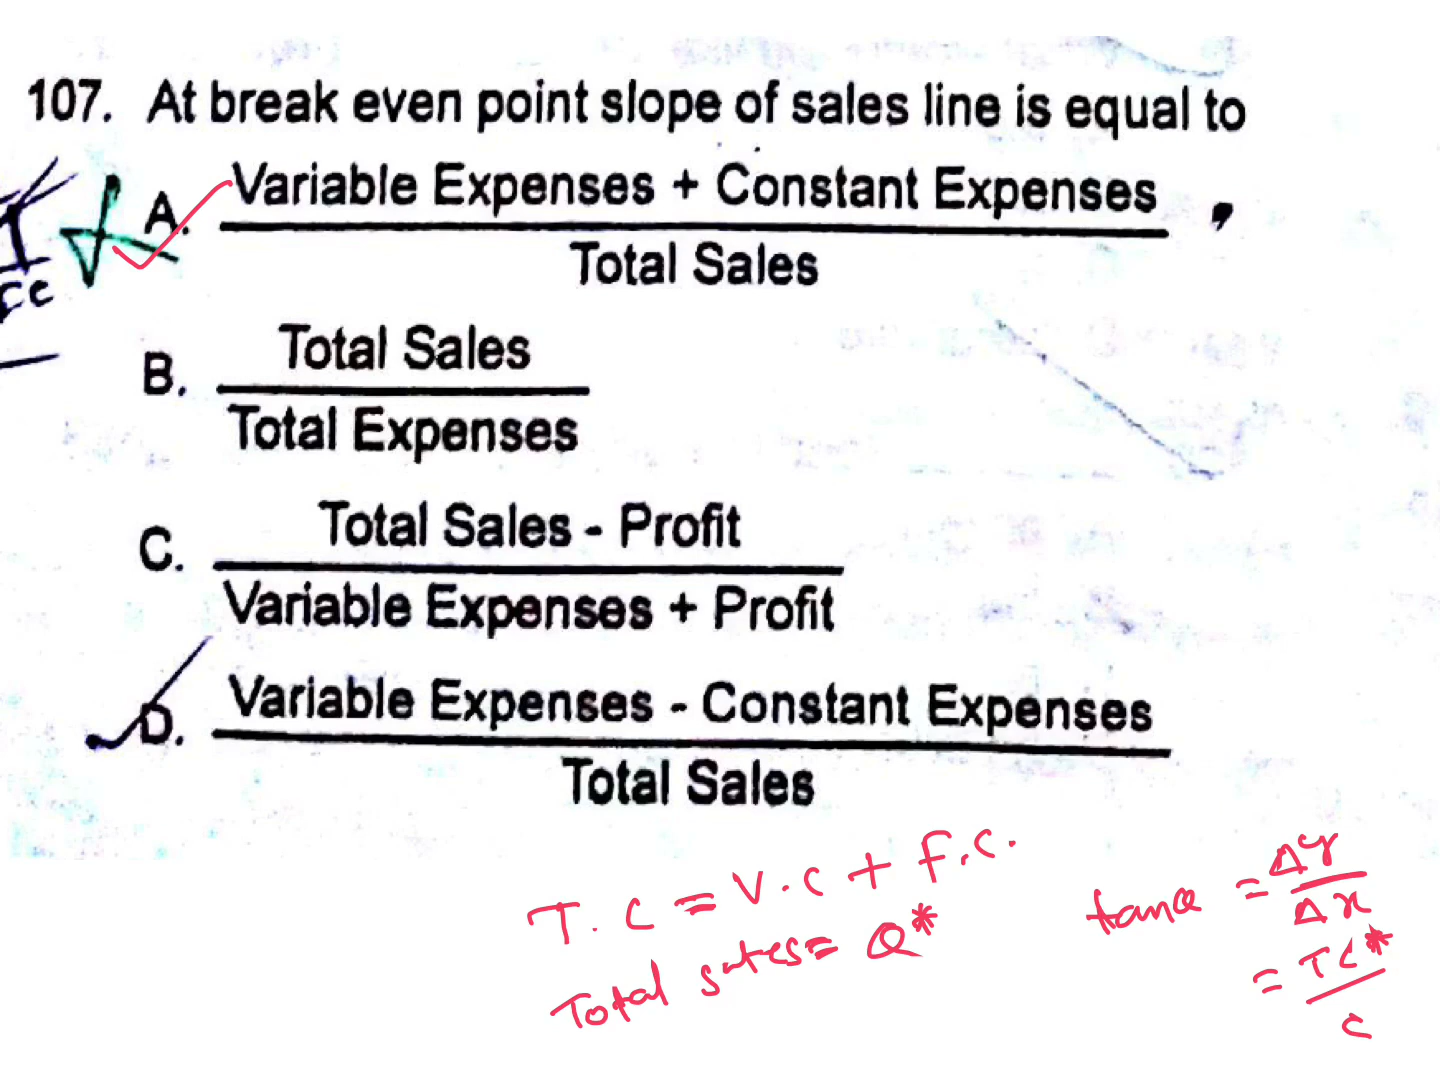 107. At break even point slope of sales line is equal to
A. Variable Expenses + Constant Expenses
Total Sales
B. Total Sales
Total Expenses
C. Total Sales - Profit
Variable Expenses + Profit
D. Variable Expenses - Constant Expenses
Total Sales
T.C = V.C + F.C.
Total sales = Q*
tanα = Δy
Δx
= TC*